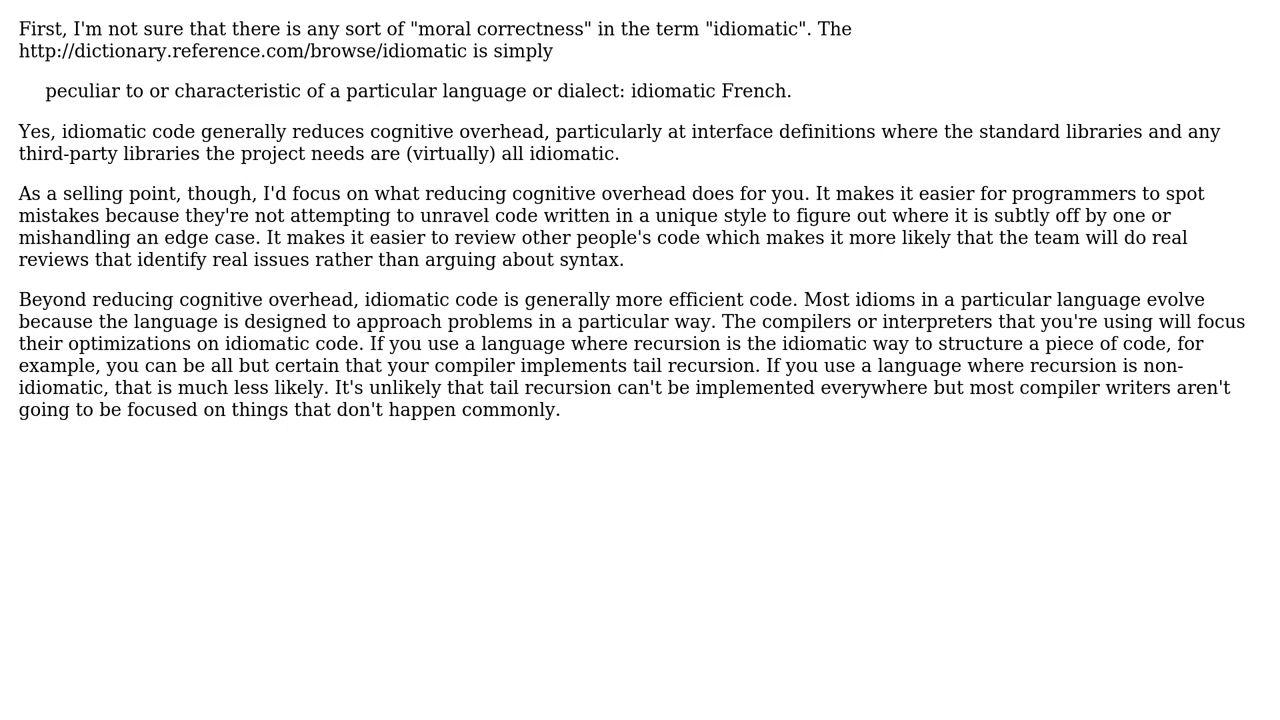 First, I'm not sure that there is any sort of "moral correctness" in the term "idiomatic". The
http://dictionary.reference.com/browse/idiomatic is simply
peculiar to or characteristic of a particular language or dialect: idiomatic French.
Yes, idiomatic code generally reduces cognitive overhead, particularly at interface definitions where the standard libraries and any
third-party libraries the project needs are (virtually) all idiomatic.
As a selling point, though, I'd focus on what reducing cognitive overhead does for you. It makes it easier for programmers to spot
mistakes because they're not attempting to unravel code written in a unique style to figure out where it is subtly off by one or
mishandling an edge case. It makes it easier to review other people's code which makes it more likely that the team will do real
reviews that identify real issues rather than arguing about syntax.
Beyond reducing cognitive overhead, idiomatic code is generally more efficient code. Most idioms in a particular language evolve
because the language is designed to approach problems in a particular way. The compilers or interpreters that you're using will focus
their optimizations on idiomatic code. If you use a language where recursion is the idiomatic way to structure a piece of code, for
example, you can be all but certain that your compiler implements tail recursion. If you use a language where recursion is non-
idiomatic, that is much less likely. It's unlikely that tail recursion can't be implemented everywhere but most compiler writers aren't
going to be focused on things that don't happen commonly.